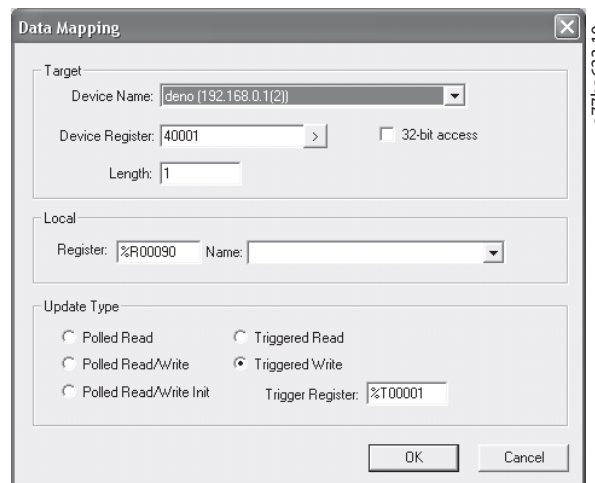 Data Mapping
Target
Device Name: deno (192.168.0.1(2))
Device Register: 40001 > 32-bit access
Length: 1
Local
Register: %R00090 Name:
Update Type
Polled Read Triggered Read
Polled Read/Write Triggered Write
Polled Read/Write Init Trigger Register: %T00001
OK Cancel